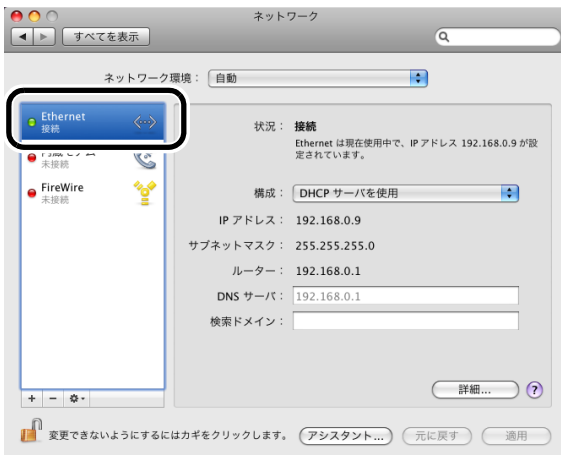 ネットワーク
すべてを表示
ネットワーク環境： 自動
Ethernet
接続
未接続
FireWire
未接続
状況： 接続
Ethernet は現在使用中で、IP アドレス 192.168.0.9 が設
定されています。
構成： DHCP サーバを使用
IP アドレス： 192.168.0.9
サブネットマスク： 255.255.255.0
ルーター： 192.168.0.1
DNS サーバ： 192.168.0.1
検索ドメイン：
詳細...
?
変更できないようにするにはカギをクリックします。
アシスタント...
元に戻す
適用